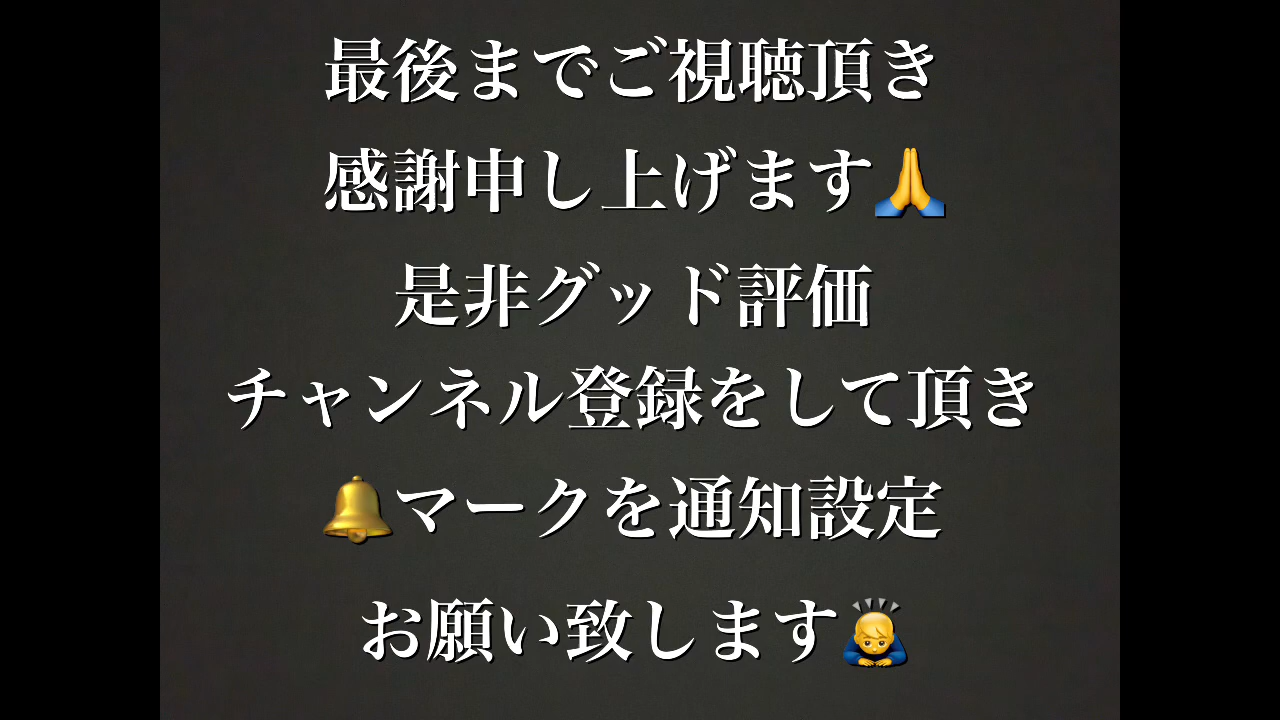 最後までご視聴頂き
感謝申し上げます🙏
是非グッド評価
チャンネル登録をして頂き
🔔マークを通知設定
お願い致します🙇‍♂️